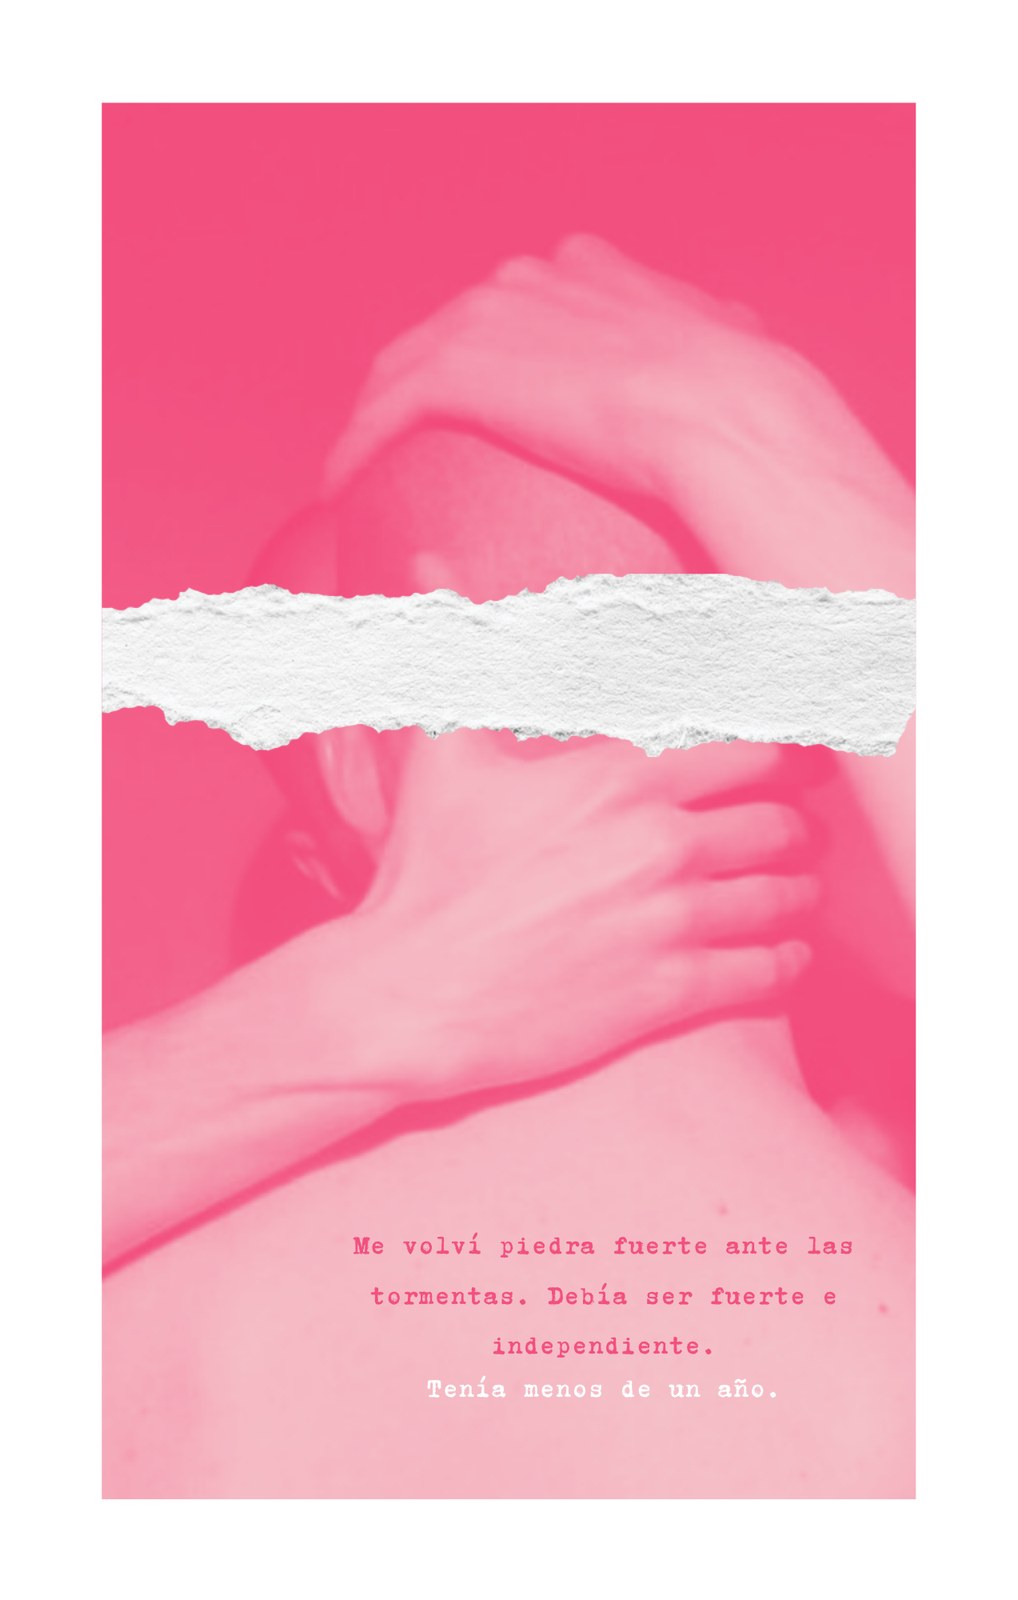 Me volví piedra fuerte ante las
tormentas. Debía ser fuerte e
independiente.
Tenía menos de un año.